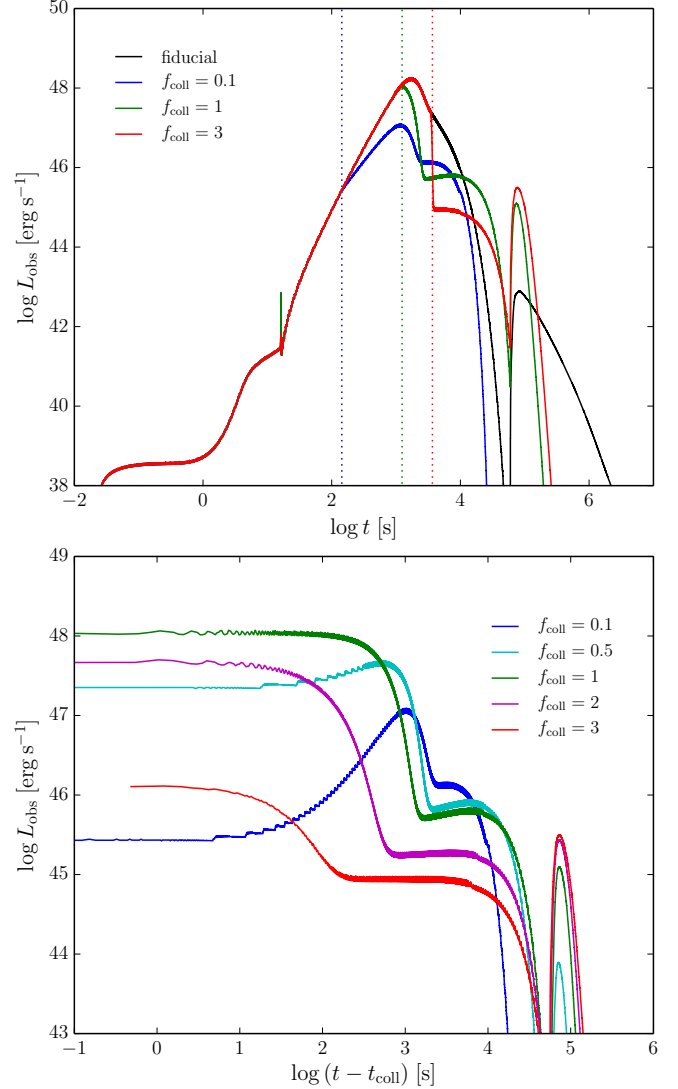 50
48
46
44
42
40
38
log L_obs [erg s⁻¹]
fiducial
f_coll = 0.1
f_coll = 1
f_coll = 3
−2 0 2 4 6
log t [s]
49
48
47
46
45
44
43
log L_obs [erg s⁻¹]
f_coll = 0.1
f_coll = 0.5
f_coll = 1
f_coll = 2
f_coll = 3
−1 0 1 2 3 4 5 6
log (t − t_coll) [s]